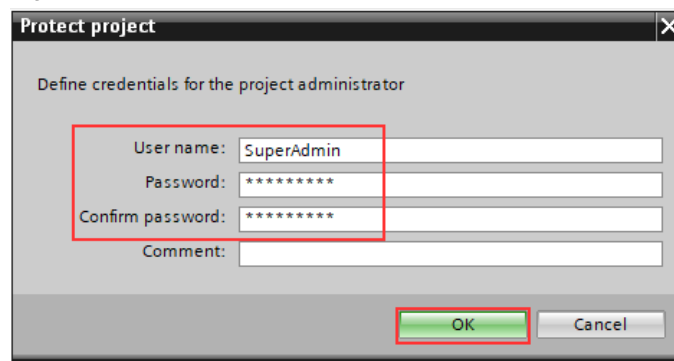 Protect project
Define credentials for the project administrator
User name: SuperAdmin
Password: *********
Confirm password: *********
Comment:
OK Cancel